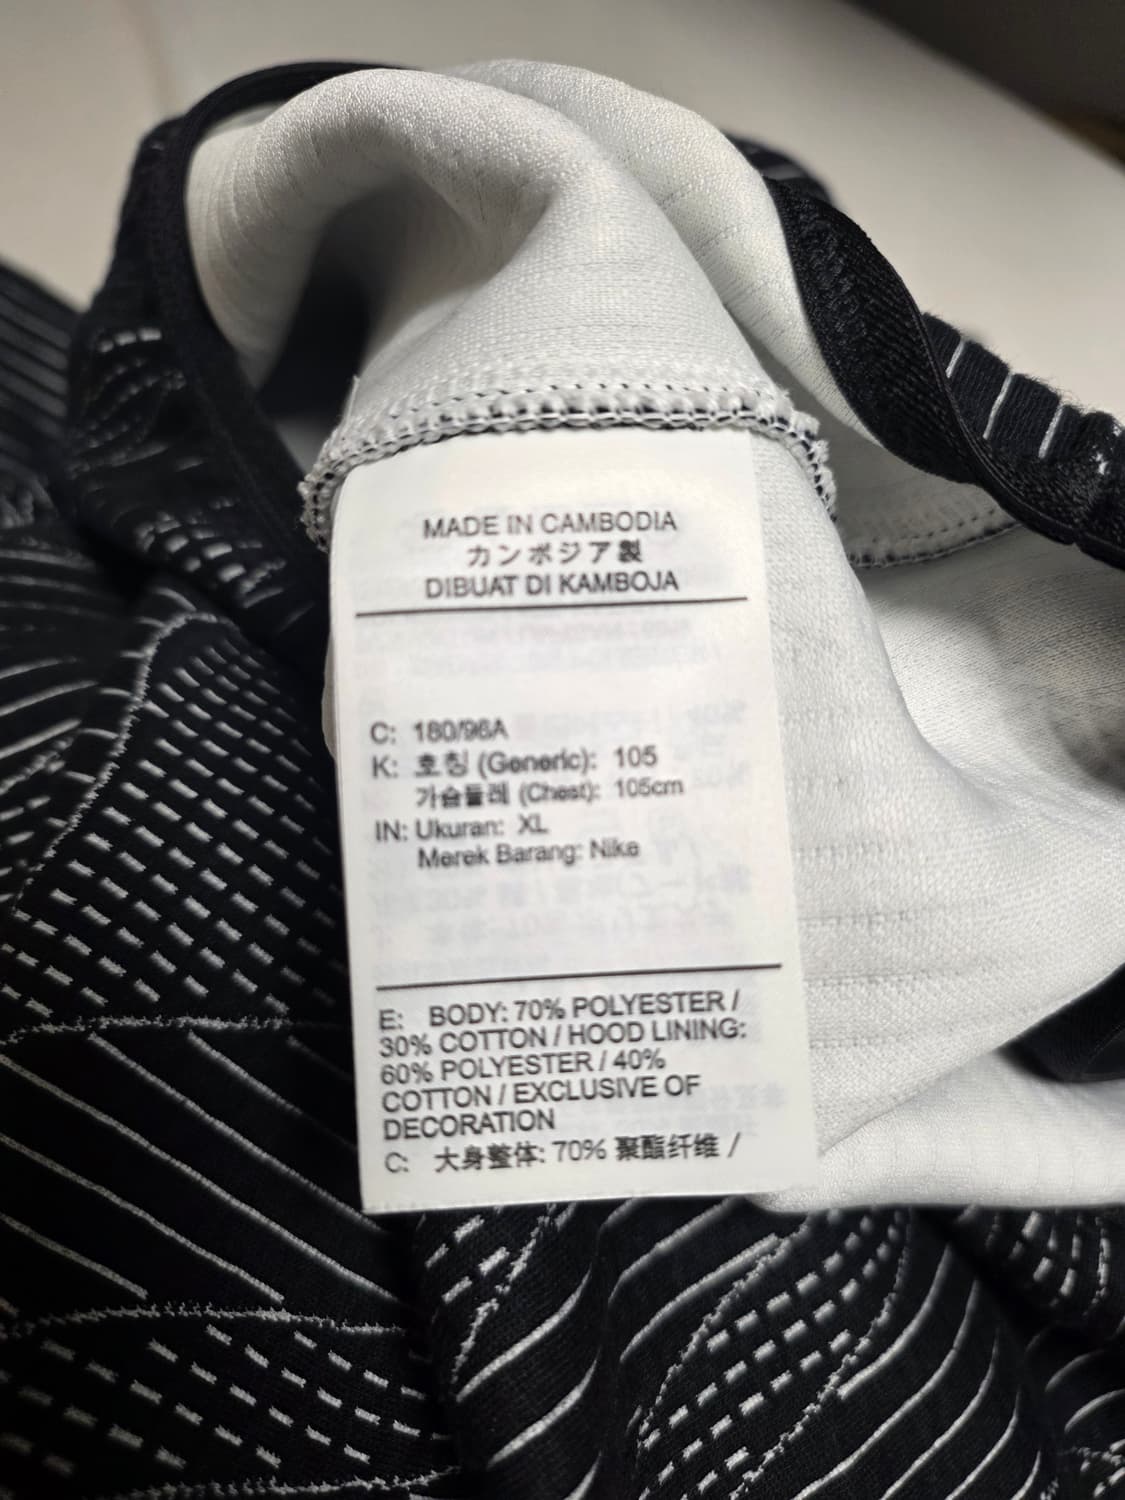 MADE IN CAMBODIA
カンボジア製
DIBUAT DI KAMBOJA
C: 180/96A
K: 호칭 (Generic): 105
가슴둘레 (Chest): 105cm
IN: Ukuran: XL
Merek Barang: Nike
E: BODY: 70% POLYESTER /
30% COTTON / HOOD LINING:
60% POLYESTER / 40%
COTTON / EXCLUSIVE OF
DECORATION
C: 大身整体: 70% 聚酯纤维 /